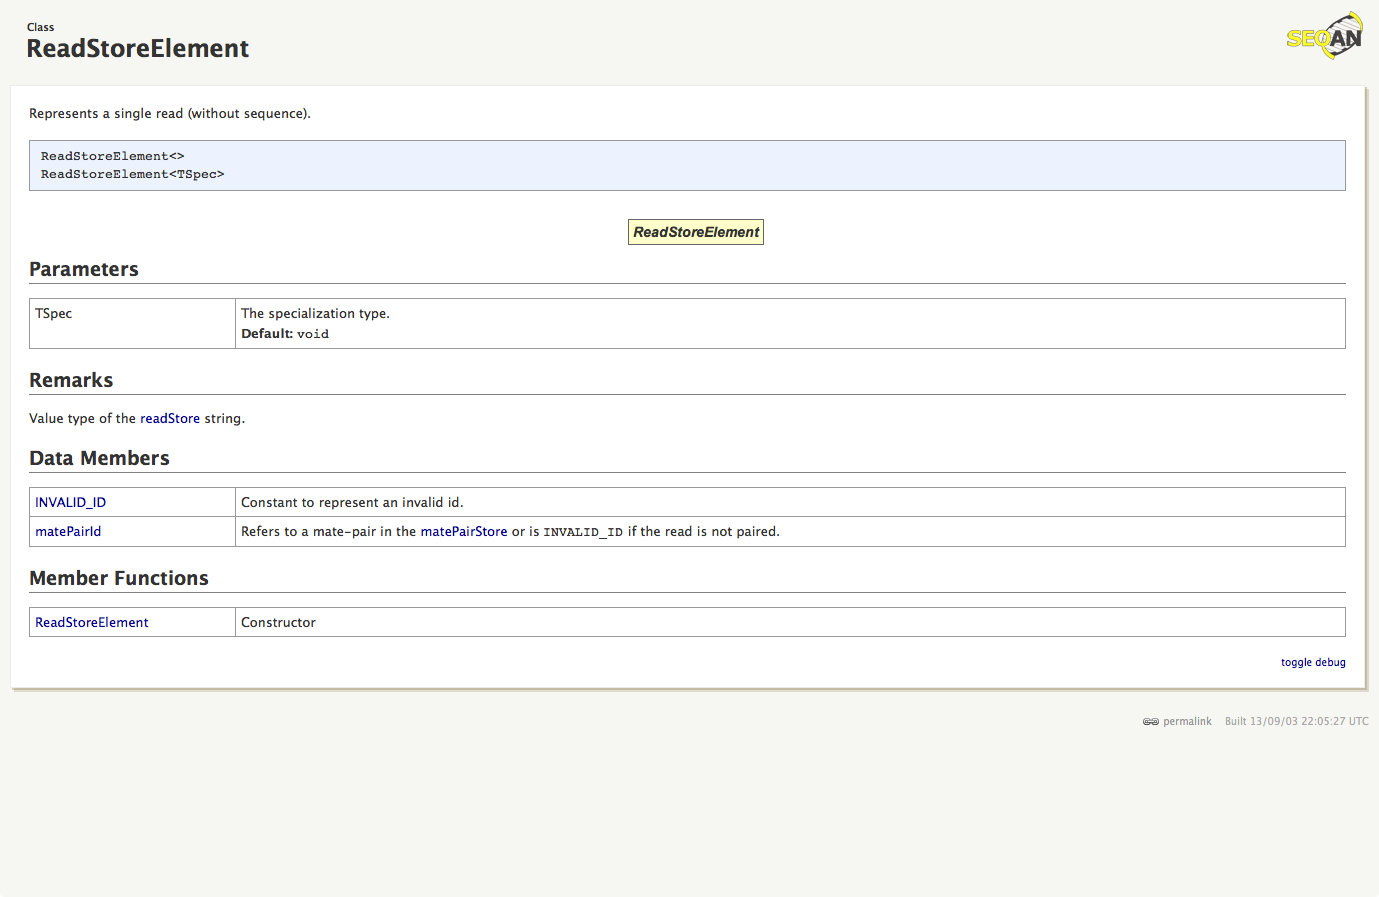 Class
ReadStoreElement
SEQAN
Represents a single read (without sequence).
ReadStoreElement<>
ReadStoreElement<TSpec>
ReadStoreElement
Parameters
TSpec The specialization type.
Default: void
Remarks
Value type of the readStore string.
Data Members
INVALID_ID Constant to represent an invalid id.
matePairId Refers to a mate-pair in the matePairStore or is INVALID_ID if the read is not paired.
Member Functions
ReadStoreElement Constructor
toggle debug
permalink Built 13/09/03 22:05:27 UTC